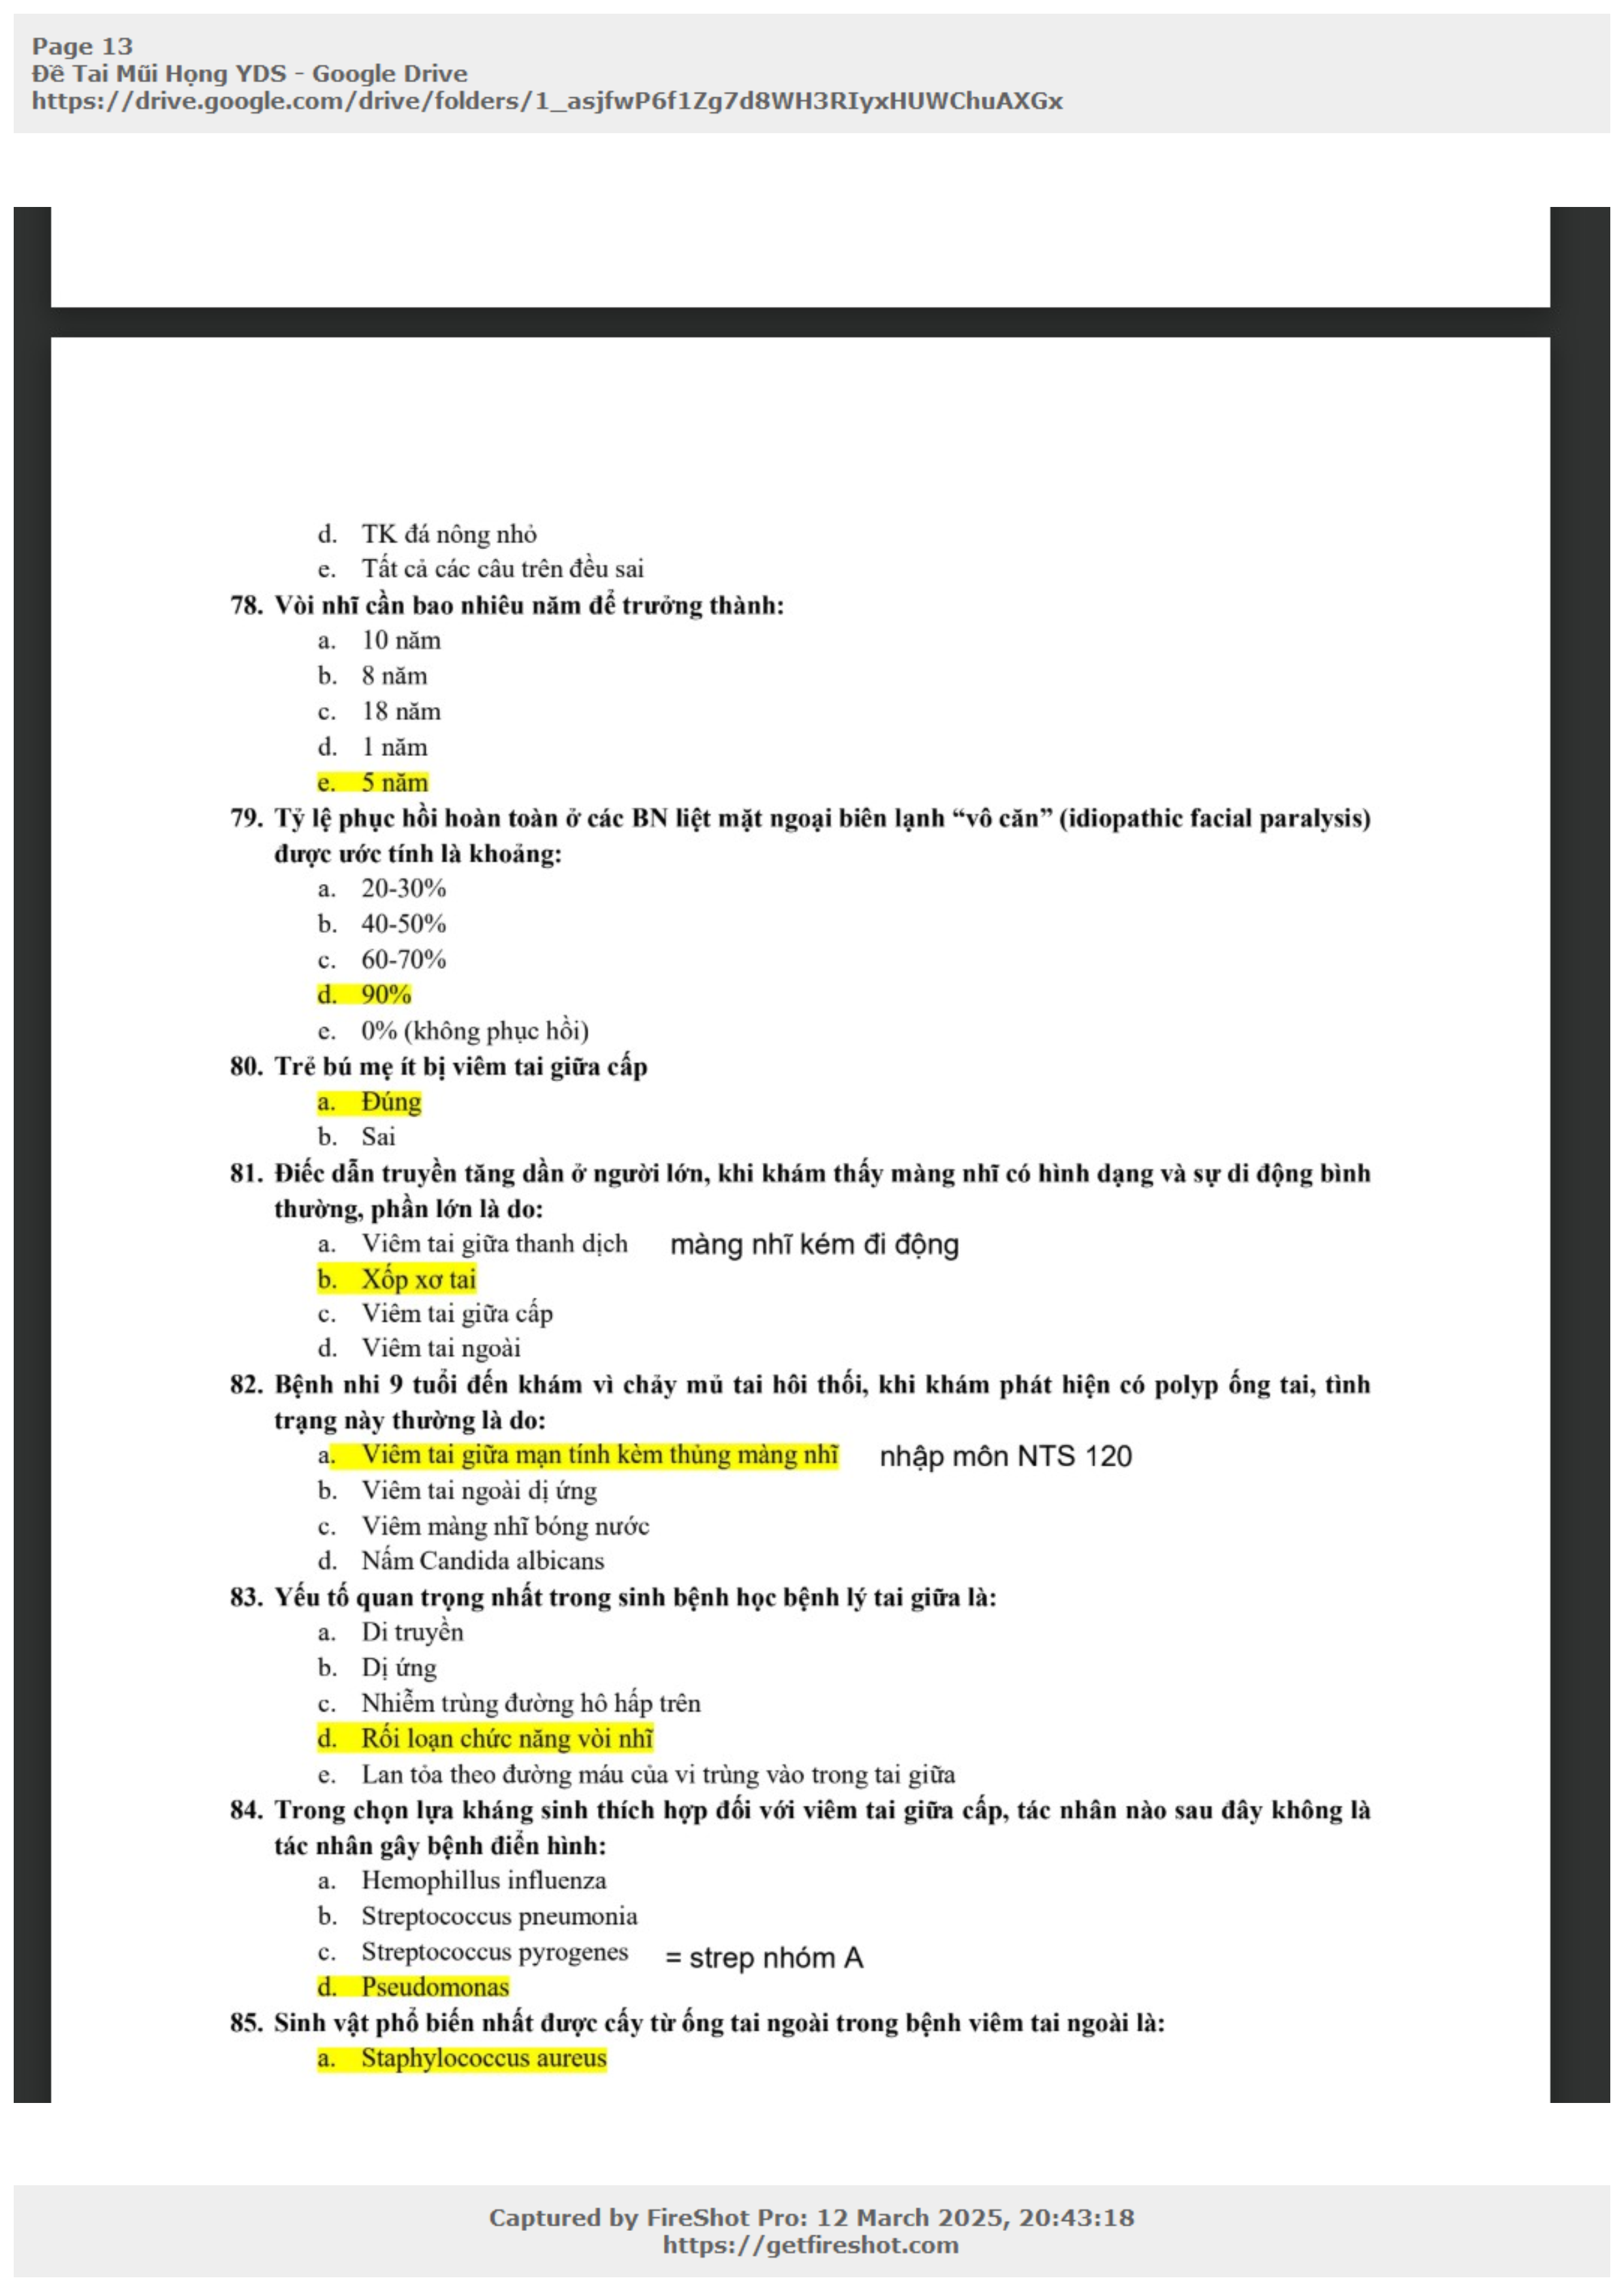 Page 13
Đề Tai Mũi Họng YDS - Google Drive
https://drive.google.com/drive/folders/1_asjfwP6f1Zg7d8WH3RIyxHUWChuAXGx
d. TK đá nông nhỏ
e. Tất cả các câu trên đều sai
78. Vòi nhĩ cần bao nhiêu năm để trưởng thành:
a. 10 năm
b. 8 năm
c. 18 năm
d. 1 năm
e. 5 năm
79. Tỷ lệ phục hồi hoàn toàn ở các BN liệt mặt ngoại biên lạnh “vô căn” (idiopathic facial paralysis)
được ước tính là khoảng:
a. 20-30%
b. 40-50%
c. 60-70%
d. 90%
e. 0% (không phục hồi)
80. Trẻ bú mẹ ít bị viêm tai giữa cấp
a. Đúng
b. Sai
81. Điếc dẫn truyền tăng dần ở người lớn, khi khám thấy màng nhĩ có hình dạng và sự di động bình
thường, phần lớn là do:
a. Viêm tai giữa thanh dịch màng nhĩ kém đi động
b. Xốp xơ tai
c. Viêm tai giữa cấp
d. Viêm tai ngoài
82. Bệnh nhi 9 tuổi đến khám vì chảy mủ tai hôi thối, khi khám phát hiện có polyp ống tai, tình
trạng này thường là do:
a. Viêm tai giữa mạn tính kèm thủng màng nhĩ nhập môn NTS 120
b. Viêm tai ngoài dị ứng
c. Viêm màng nhĩ bóng nước
d. Nấm Candida albicans
83. Yếu tố quan trọng nhất trong sinh bệnh học bệnh lý tai giữa là:
a. Di truyền
b. Dị ứng
c. Nhiễm trùng đường hô hấp trên
d. Rối loạn chức năng vòi nhĩ
e. Lan tỏa theo đường máu của vi trùng vào trong tai giữa
84. Trong chọn lựa kháng sinh thích hợp đối với viêm tai giữa cấp, tác nhân nào sau đây không là
tác nhân gây bệnh điển hình:
a. Hemophillus influenza
b. Streptococcus pneumonia
c. Streptococcus pyrogenes = strep nhóm A
d. Pseudomonas
85. Sinh vật phổ biến nhất được cấy từ ống tai ngoài trong bệnh viêm tai ngoài là:
a. Staphylococcus aureus
Captured by FireShot Pro: 12 March 2025, 20:43:18
https://getfireshot.com